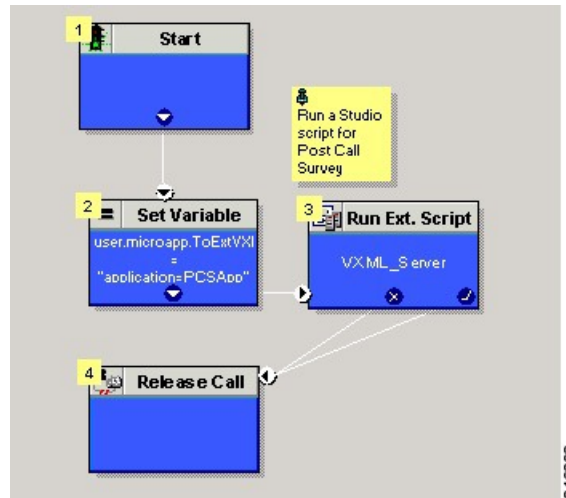 1
Start
Run a Studio
script for
Post Call
Survey
2
Set Variable
user.microapp.ToExtVXI
=
"application=PCSApp"
3
Run Ext. Script
VXML_Server
4
Release Call